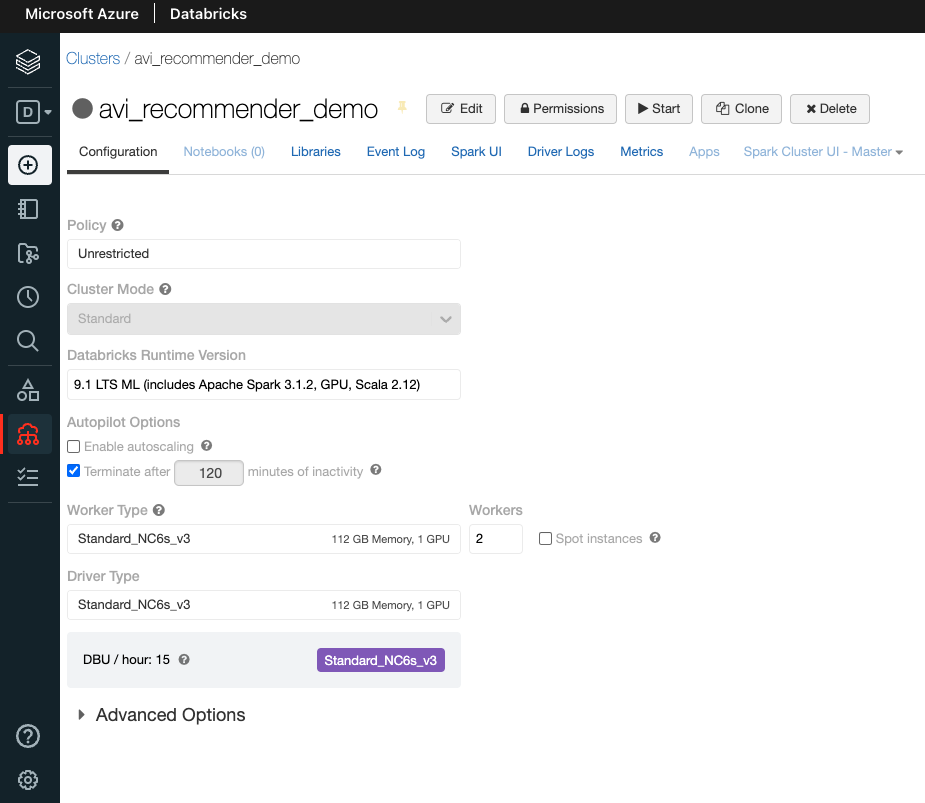 Microsoft Azure | Databricks
Clusters / avi_recommender_demo
avi_recommender_demo Edit Permissions Start Clone Delete
Configuration Notebooks (0) Libraries Event Log Spark UI Driver Logs Metrics Apps Spark Cluster UI - Master
D
Policy
Unrestricted
Cluster Mode
Standard
Databricks Runtime Version
9.1 LTS ML (includes Apache Spark 3.1.2, GPU, Scala 2.12)
Autopilot Options
Enable autoscaling
Terminate after 120 minutes of inactivity
Worker Type Workers
Standard_NC6s_v3 112 GB Memory, 1 GPU 2 Spot instances
Driver Type
Standard_NC6s_v3 112 GB Memory, 1 GPU
DBU / hour: 15 Standard_NC6s_v3
Advanced Options